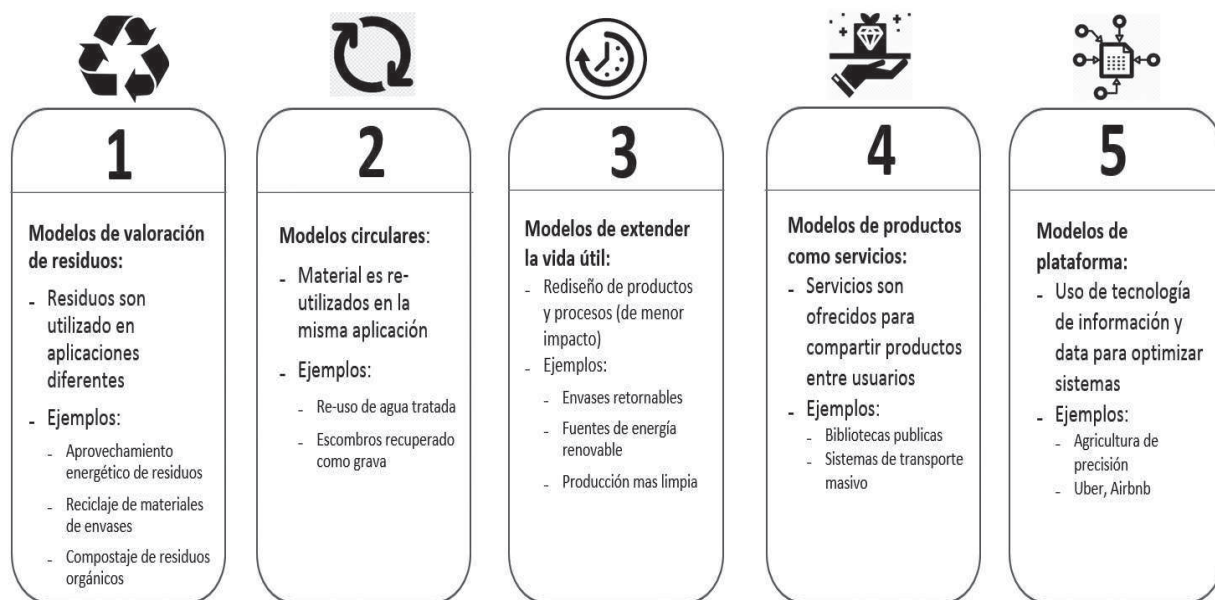 1
Modelos de valoración
de residuos:
- Residuos son
utilizado en
aplicaciones
diferentes
- Ejemplos:
- Aprovechamiento
energético de residuos
- Reciclaje de materiales
de envases
- Compostaje de residuos
orgánicos
2
Modelos circulares:
- Material es re-
utilizados en la
misma aplicación
- Ejemplos:
- Re-uso de agua tratada
- Escombros recuperado
como grava
3
Modelos de extender
la vida útil:
- Rediseño de productos
y procesos (de menor
impacto)
- Ejemplos:
- Envases retornables
- Fuentes de energía
renovable
- Producción mas limpia
4
Modelos de productos
como servicios:
- Servicios son
ofrecidos para
compartir productos
entre usuarios
- Ejemplos:
- Bibliotecas publicas
- Sistemas de transporte
masivo
5
Modelos de
plataforma:
- Uso de tecnología
de información y
data para optimizar
sistemas
- Ejemplos:
- Agricultura de
precisión
- Uber, Airbnb